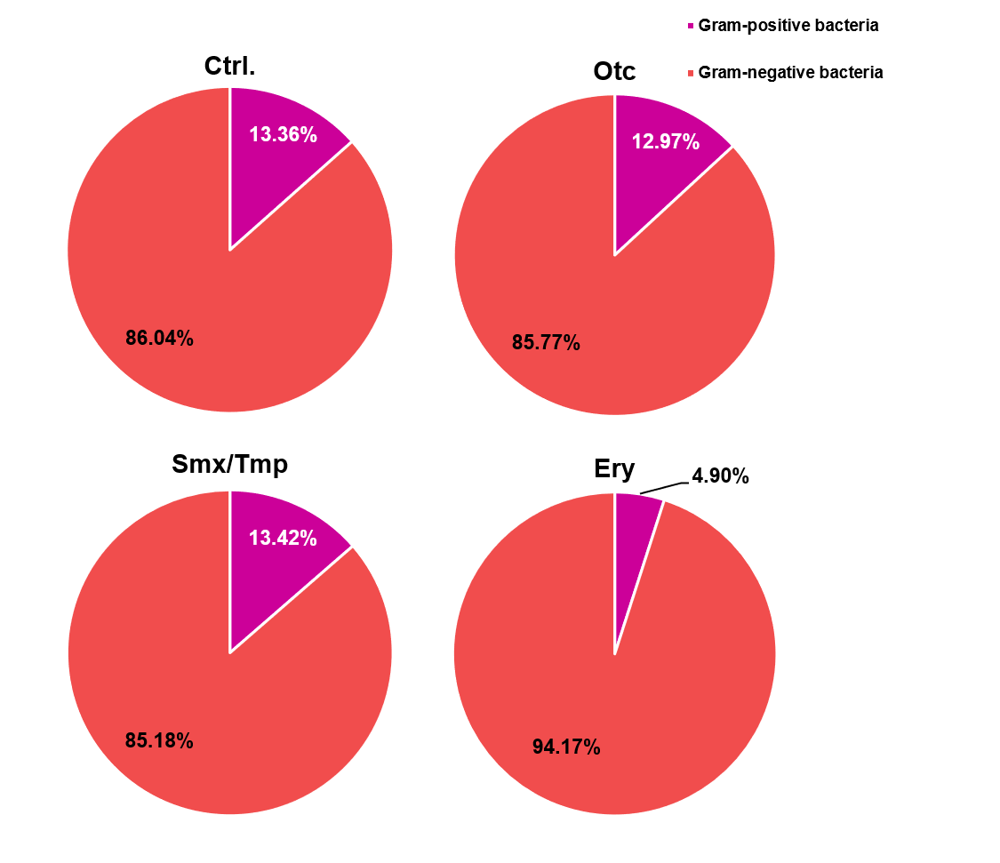 Gram-positive bacteria
Gram-negative bacteria
Ctrl.
13.36%
86.04%
Otc
12.97%
85.77%
Smx/Tmp
13.42%
85.18%
Ery
4.90%
94.17%